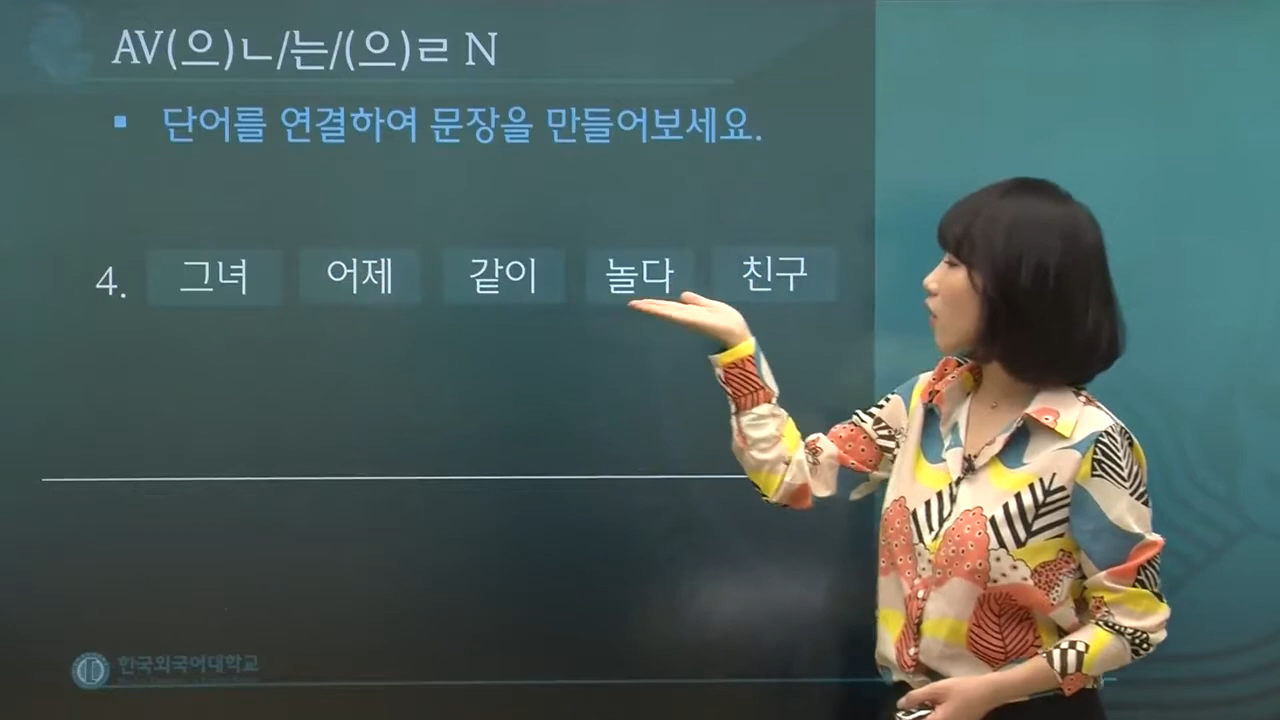 AV(으)ㄴ/는/(으)ㄹ N
▪ 단어를 연결하여 문장을 만들어보세요.
4. 그녀 어제 같이 놀다 친구
한국외국어대학교